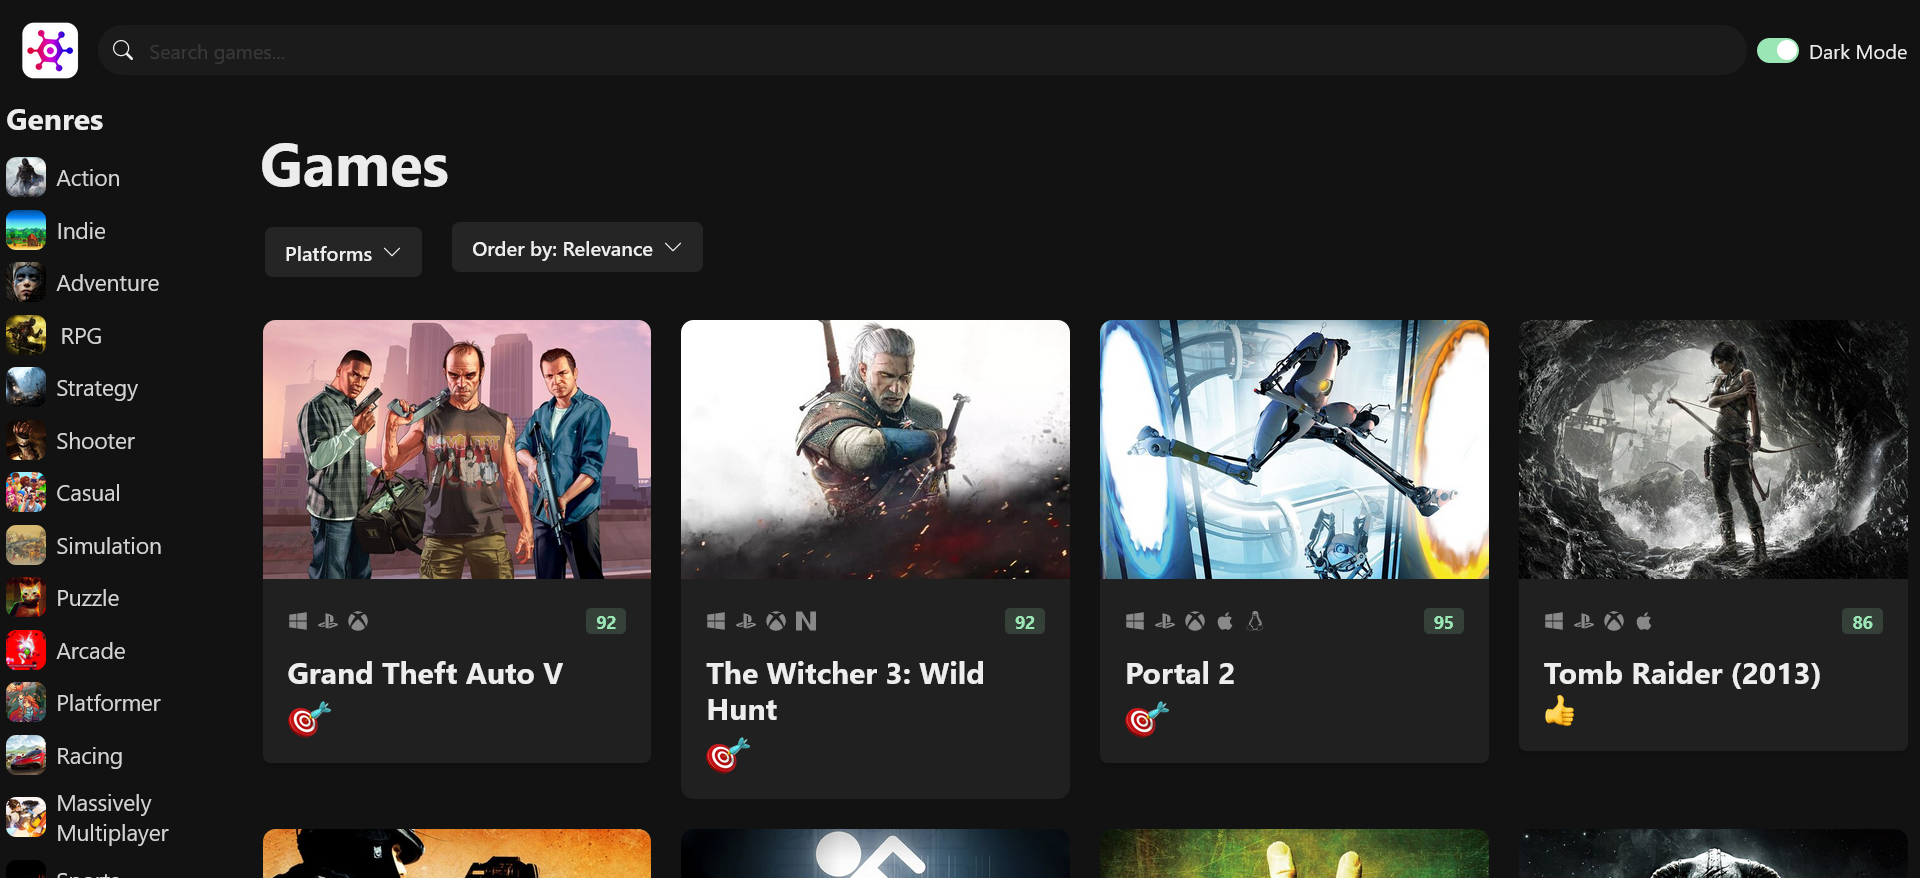 Search games...
Dark Mode
Genres
Action
Indie
Adventure
RPG
Strategy
Shooter
Casual
Simulation
Puzzle
Arcade
Platformer
Racing
Massively
Multiplayer
Sports
Games
Platforms
Order by: Relevance
92
Grand Theft Auto V
92
The Witcher 3: Wild
Hunt
95
Portal 2
86
Tomb Raider (2013)